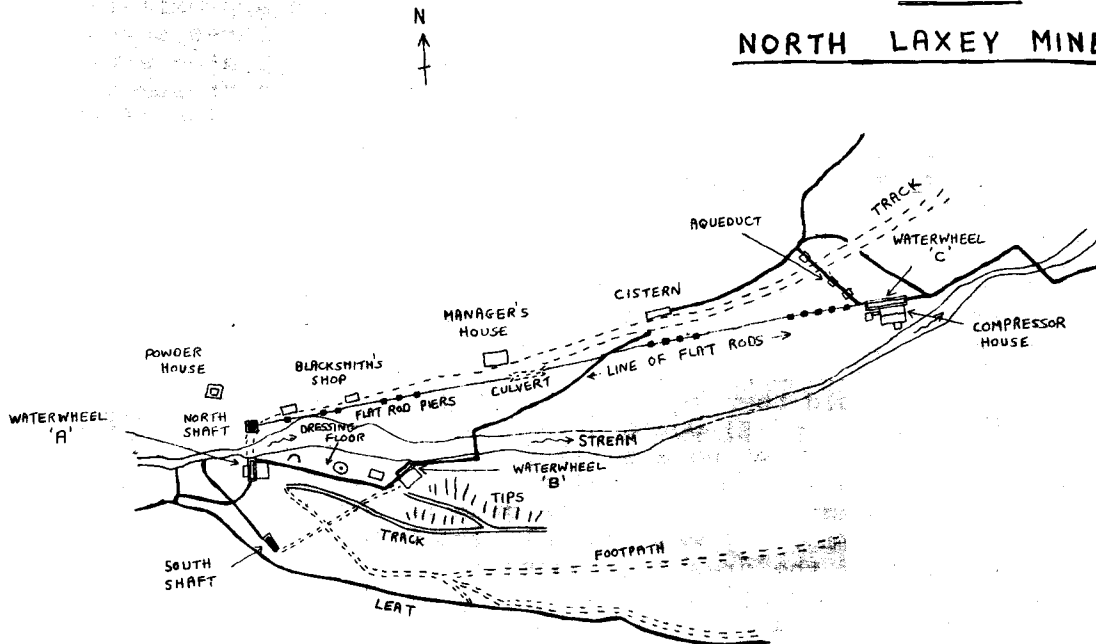 N
NORTH LAXEY MINE
TRACK
AQUEDUCT
WATERWHEEL
'C'
CISTERN
MANAGER'S
HOUSE
COMPRESSOR
HOUSE
POWDER
HOUSE
BLACKSMITH'S
SHOP
← LINE OF FLAT RODS →
CULVERT
WATERWHEEL
'A'
NORTH
SHAFT
FLAT ROD PIERS
DRESSING
FLOOR
STREAM
WATERWHEEL
'B'
TIPS
TRACK
SOUTH
SHAFT
FOOTPATH
LEAT